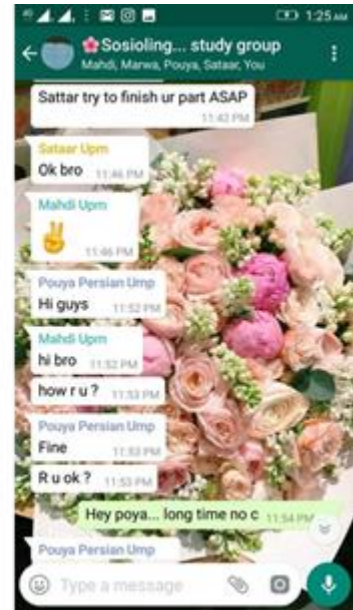 1:25 AM
🌸Sosioling... study group
Mahdi, Marwa, Pouya, Sataar, You
Sattar try to finish ur part ASAP
11:42 PM
Sataar Upm
Ok bro 11:46 PM
Mahdi Upm
✌
11:46 PM
Pouya Persian Ump
Hi guys 11:52 PM
Mahdi Upm
hi bro 11:52 PM
how r u ? 11:53 PM
Pouya Persian Ump
Fine 11:53 PM
R u ok ? 11:53 PM
Hey poya... long time no c 11:54 PM
Pouya Persian Ump
Type a message